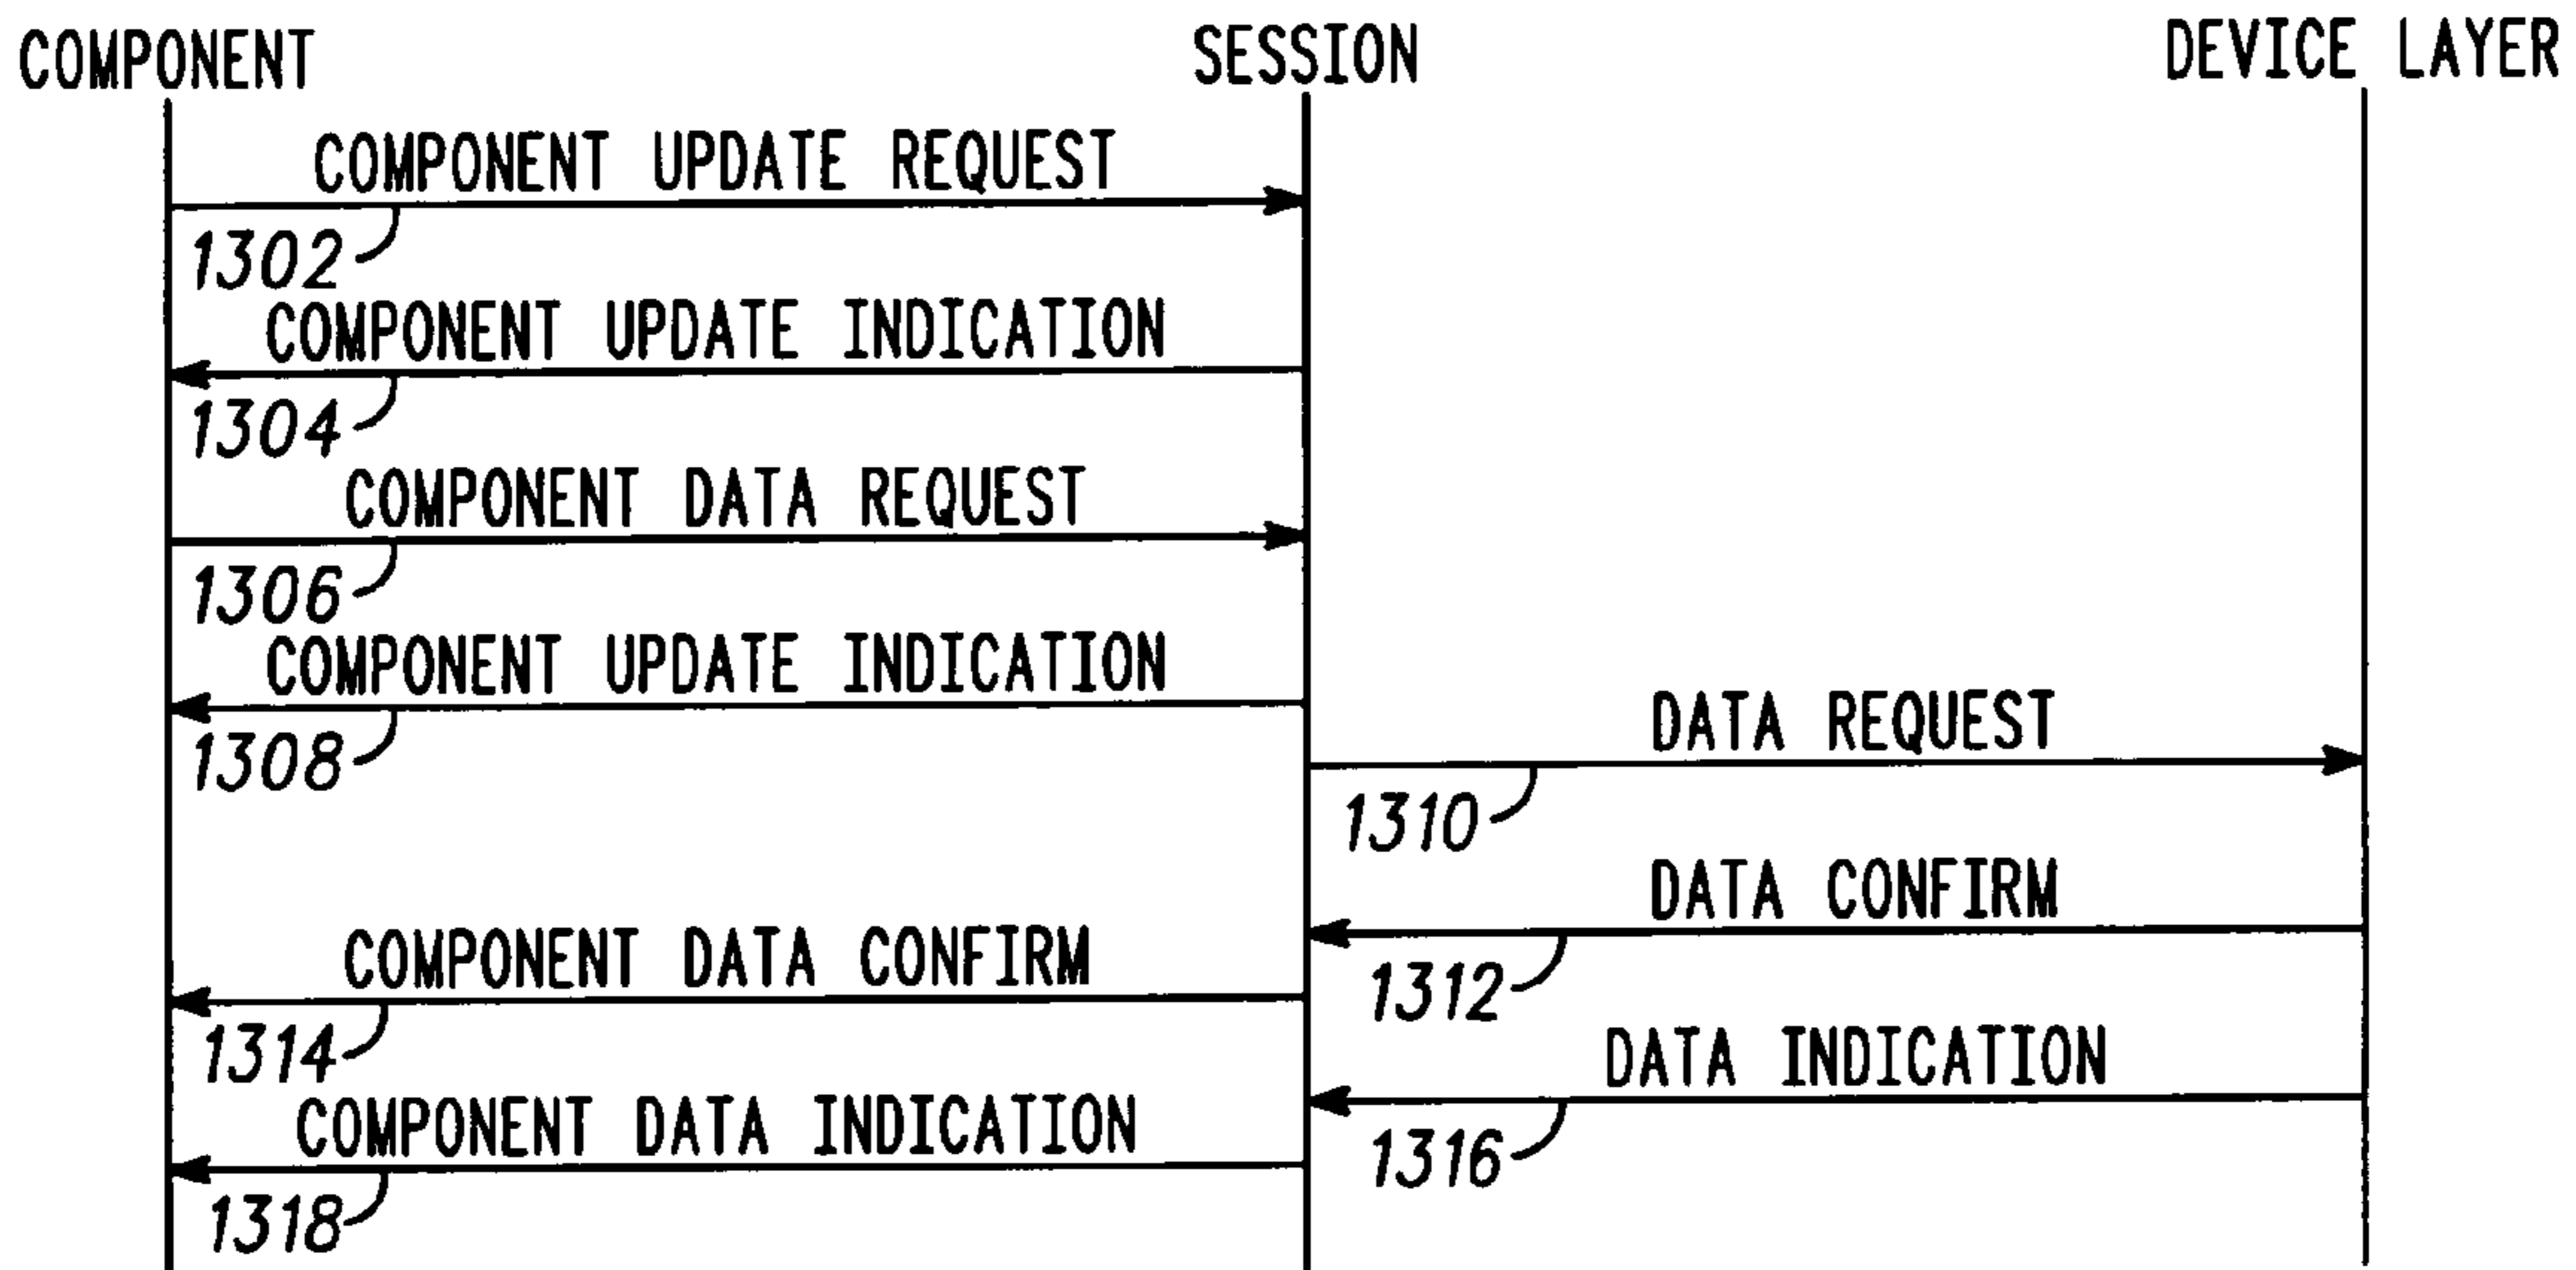 COMPONENT
SESSION
DEVICE LAYER
COMPONENT UPDATE REQUEST
1302
COMPONENT UPDATE INDICATION
1304
COMPONENT DATA REQUEST
1306
COMPONENT UPDATE INDICATION
1308
DATA REQUEST
1310
DATA CONFIRM
1312
COMPONENT DATA CONFIRM
1314
DATA INDICATION
1316
COMPONENT DATA INDICATION
1318